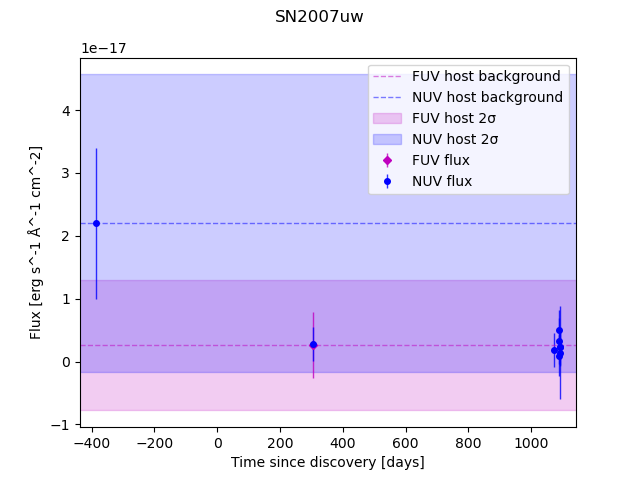 SN2007uw
1e−17
FUV host background
NUV host background
FUV host 2σ
NUV host 2σ
FUV flux
NUV flux
4
3
2
1
0
−1
Flux [erg s^-1 Å^-1 cm^-2]
−400 −200 0 200 400 600 800 1000
Time since discovery [days]